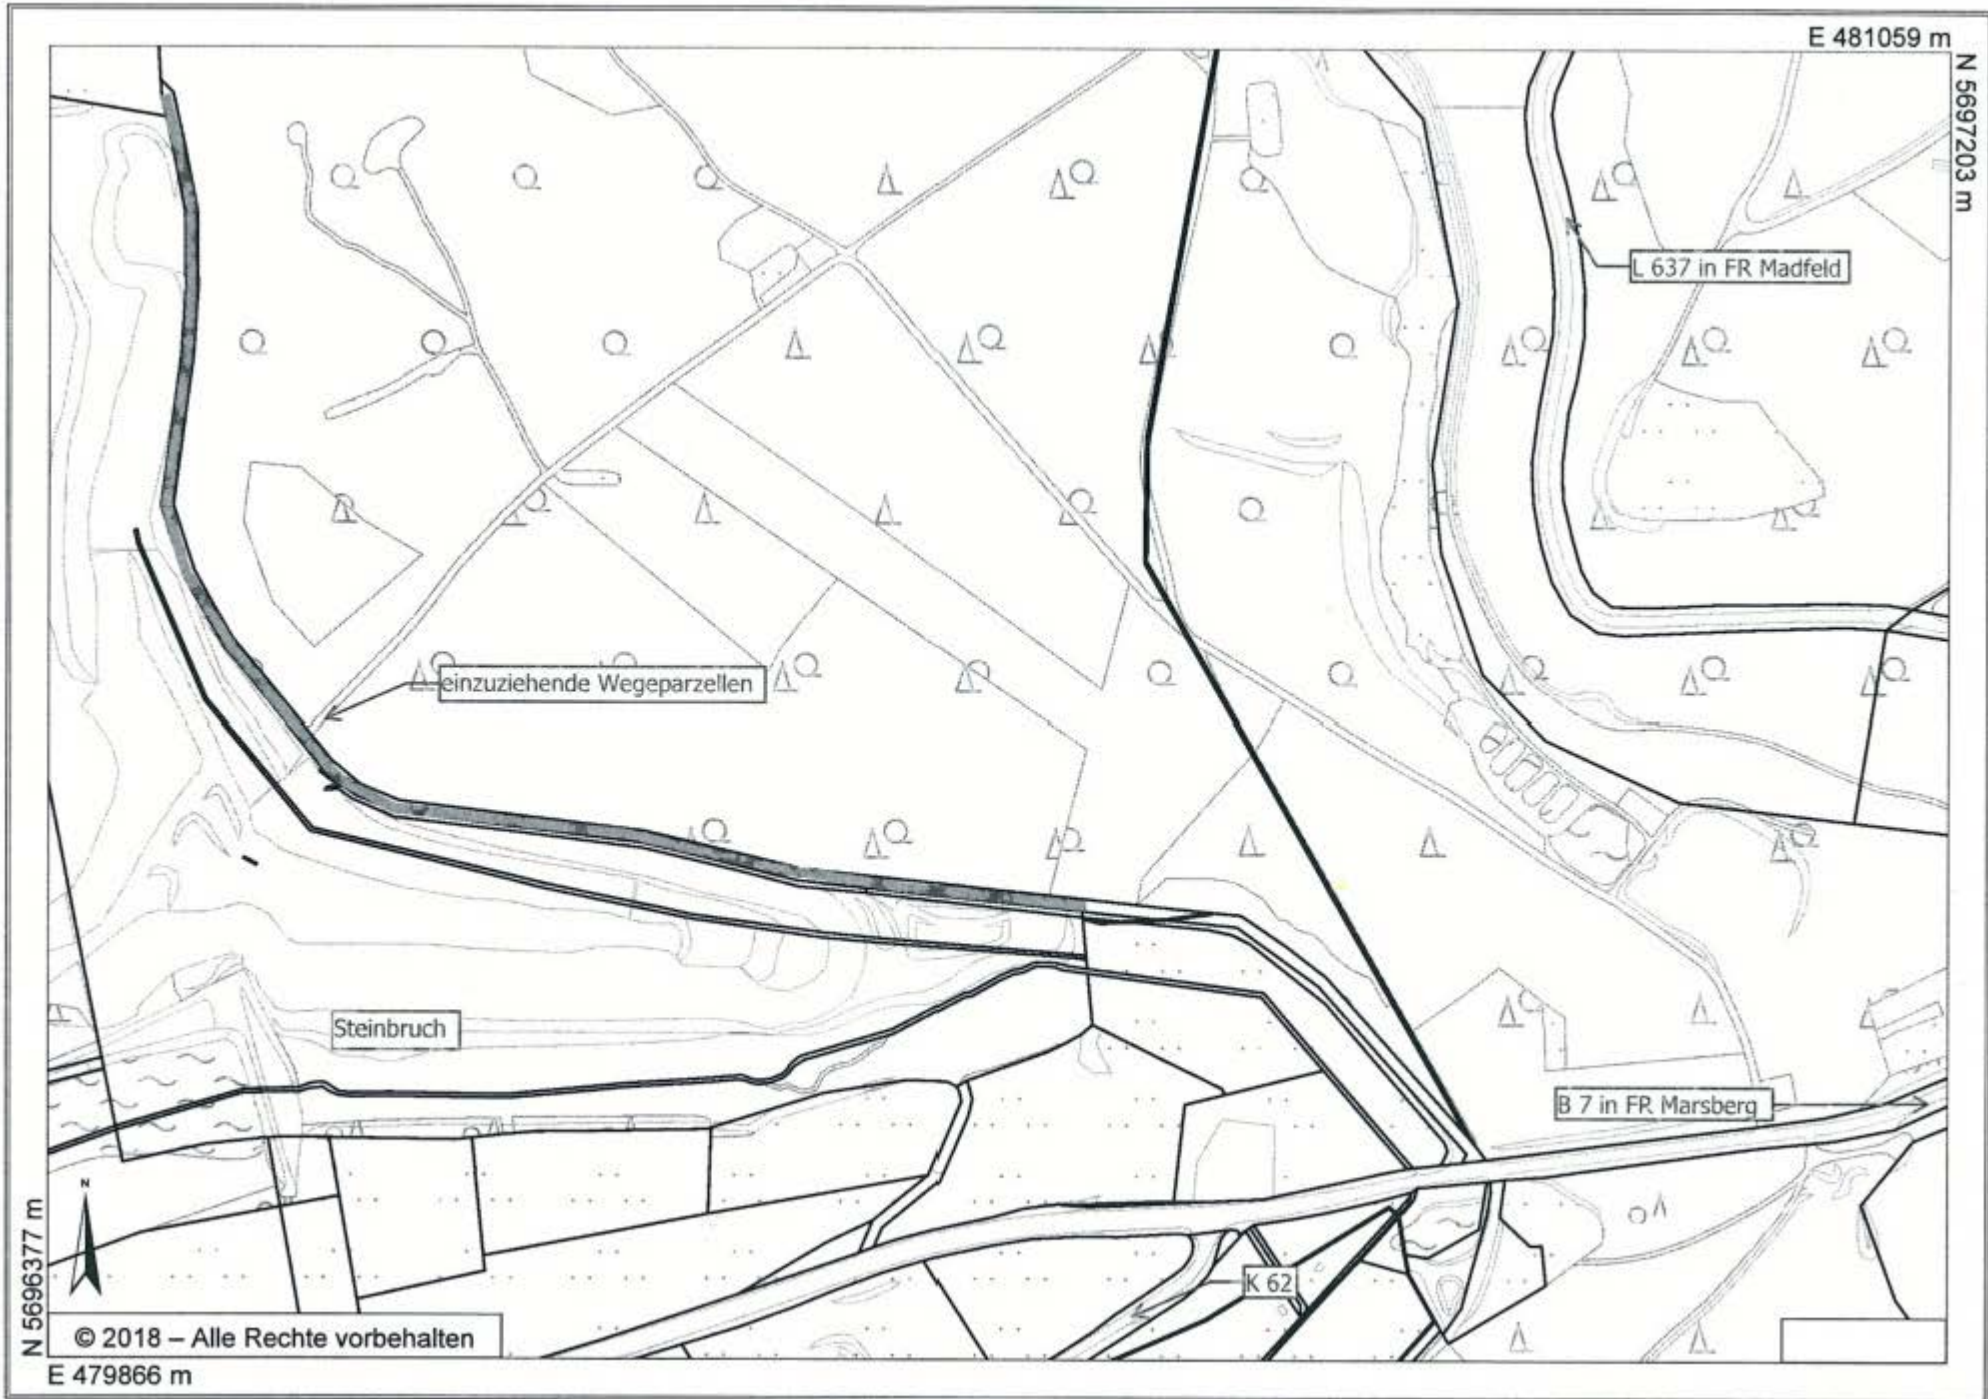 E 481059 m
N 5697203 m
L 637 in FR Madfeld
einzuziehende Wegeparzellen
Steinbruch
B 7 in FR Marsberg
N
K 62
N 5696377 m
© 2018 – Alle Rechte vorbehalten
E 479866 m